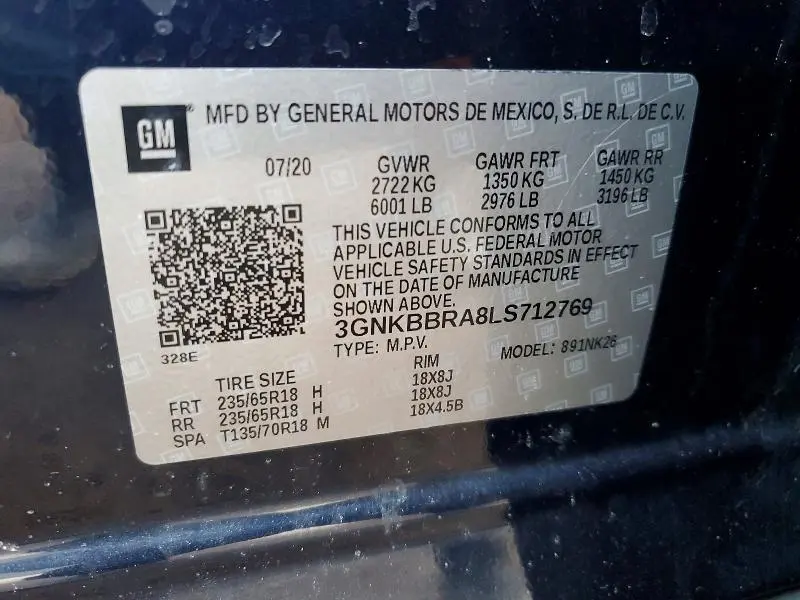 GM ® MFD BY GENERAL MOTORS DE MEXICO, S. DE R.L. DE C.V.
07/20 GVWR GAWR FRT GAWR RR
2722 KG 1350 KG 1450 KG
6001 LB 2976 LB 3196 LB
THIS VEHICLE CONFORMS TO ALL
APPLICABLE U.S. FEDERAL MOTOR
VEHICLE SAFETY STANDARDS IN EFFECT
ON THE DATE OF MANUFACTURE
SHOWN ABOVE.
3GNKBBRA8LS712769
328E TYPE: M.P.V. MODEL: 891NK26
TIRE SIZE RIM
FRT 235/65R18 H 18X8J
RR 235/65R18 H 18X8J
SPA T135/70R18 M 18X4.5B